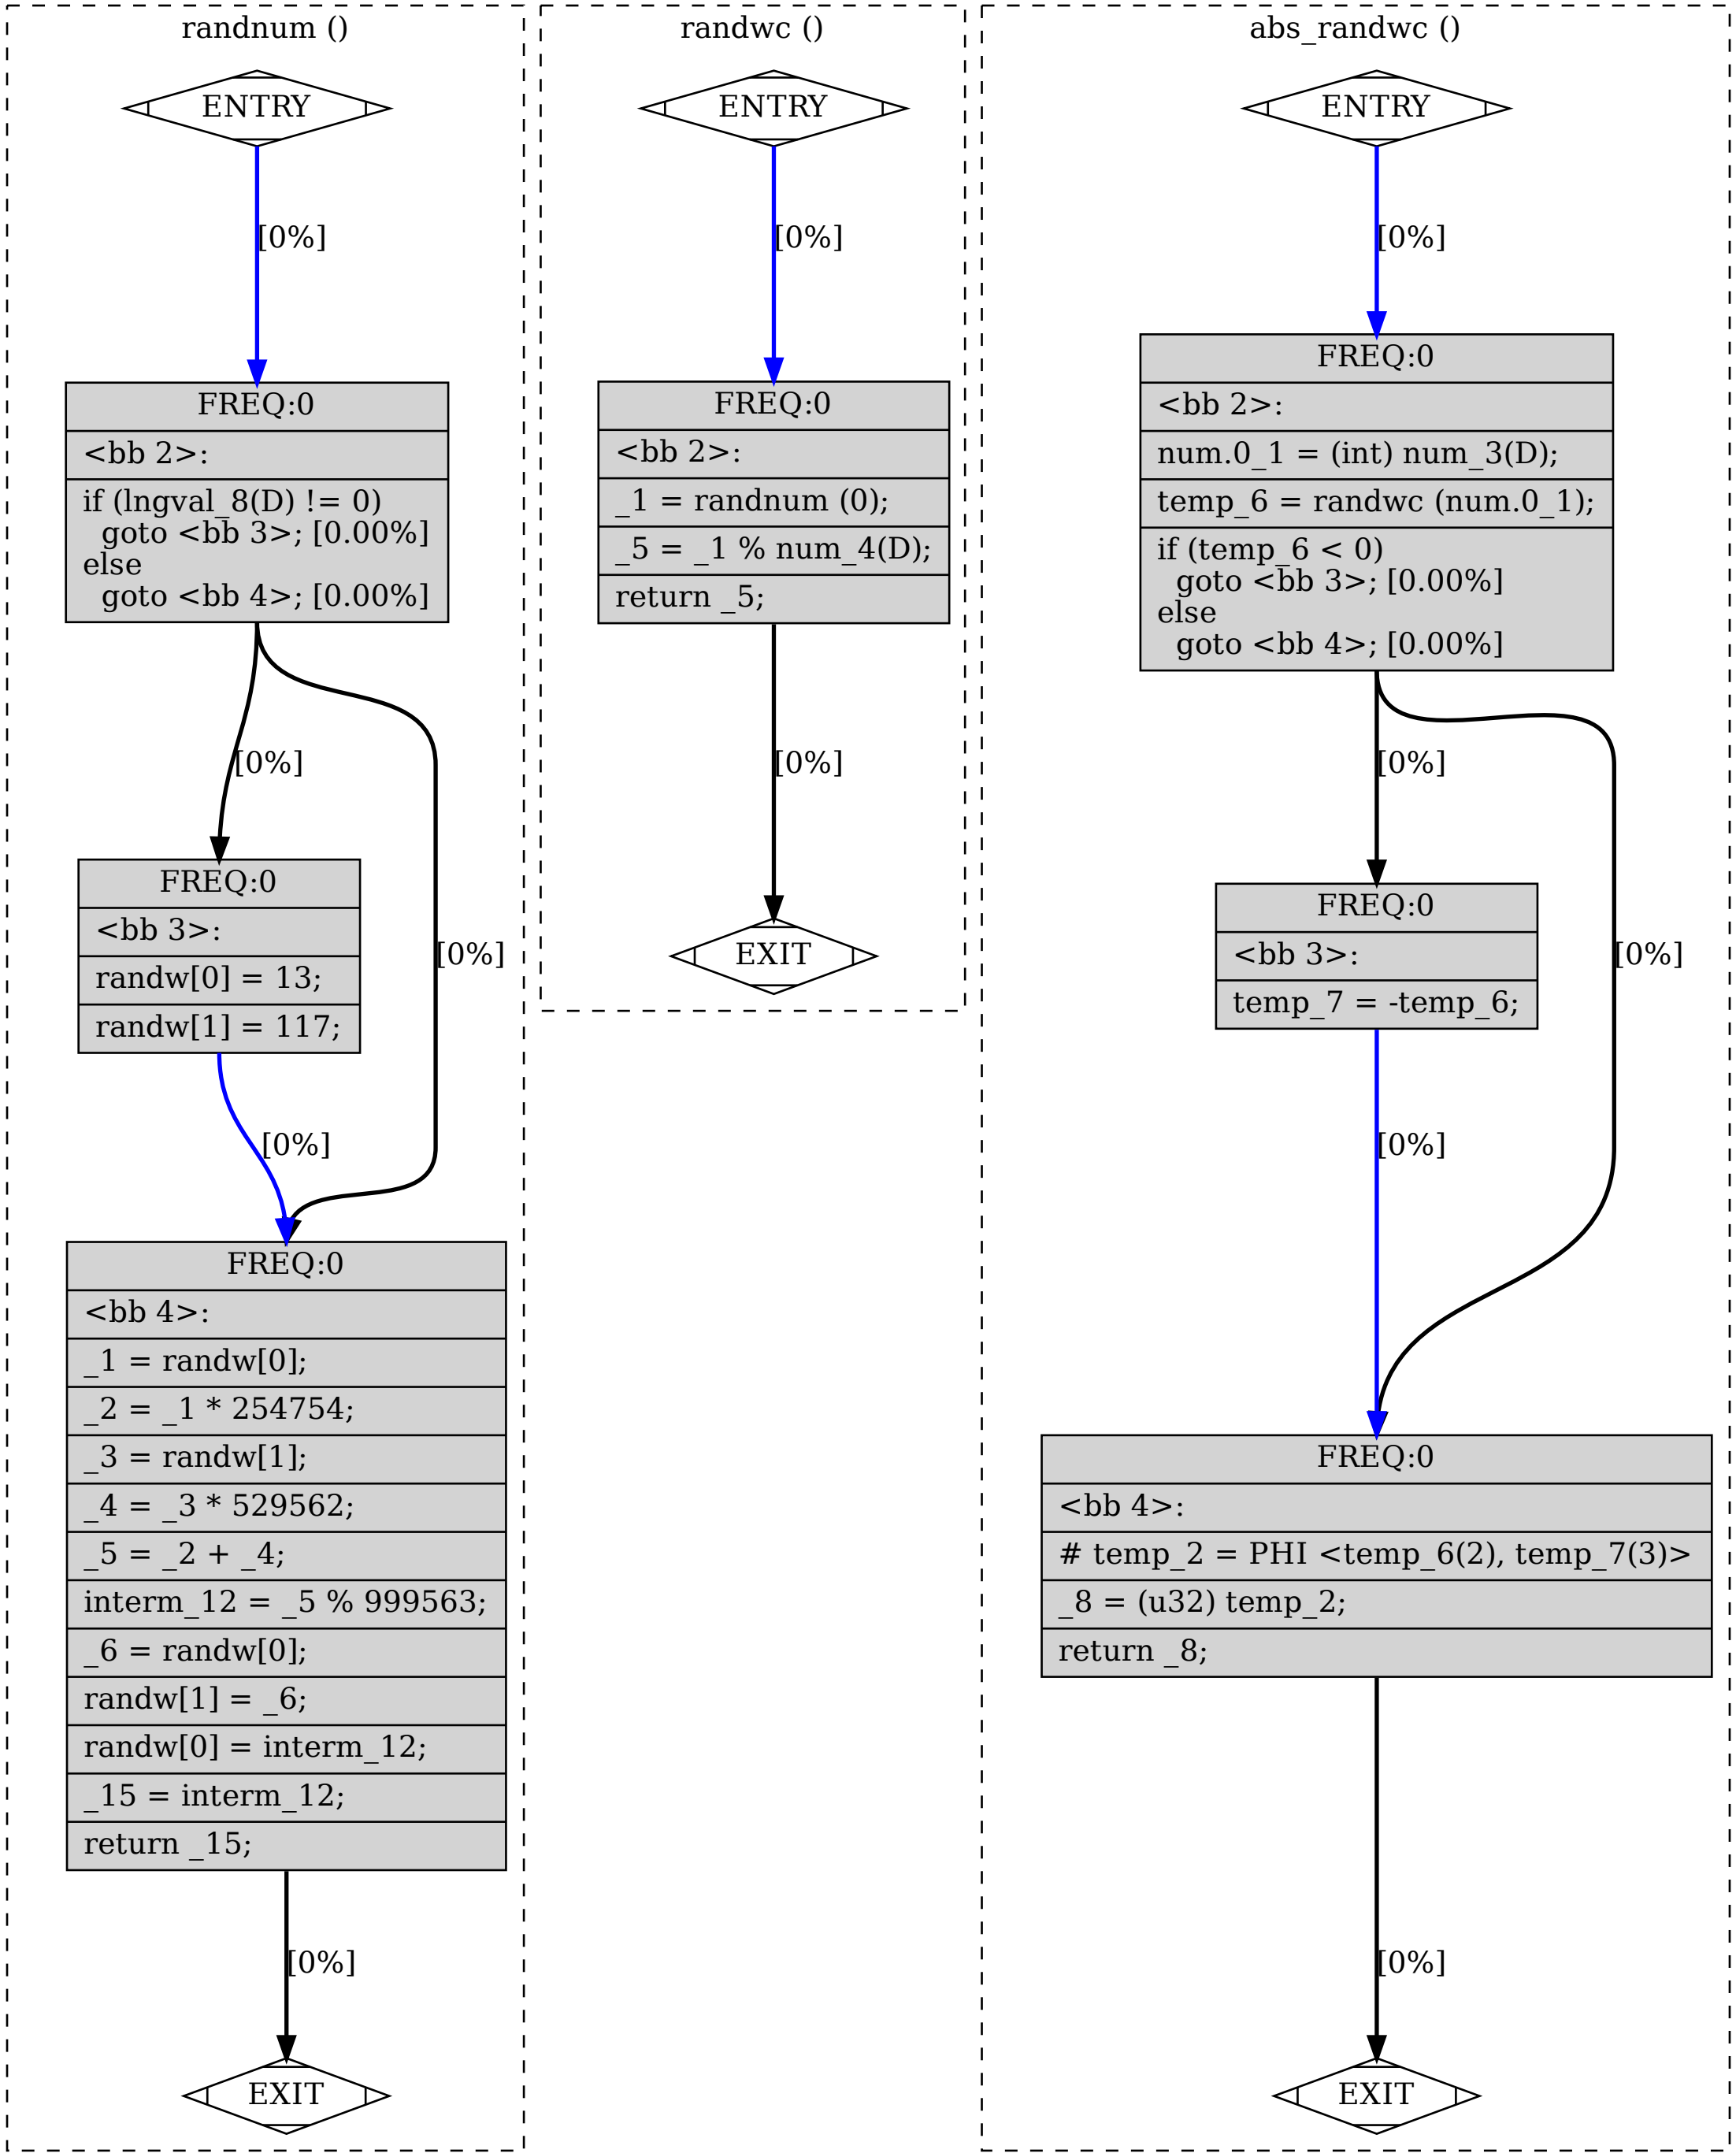 randnum ()
ENTRY
[0%]
FREQ:0
<bb 2>:
if (lngval_8(D) != 0)
  goto <bb 3>; [0.00%]
else
  goto <bb 4>; [0.00%]
[0%]
[0%]
FREQ:0
<bb 3>:
randw[0] = 13;
randw[1] = 117;
[0%]
FREQ:0
<bb 4>:
_1 = randw[0];
_2 = _1 * 254754;
_3 = randw[1];
_4 = _3 * 529562;
_5 = _2 + _4;
interm_12 = _5 % 999563;
_6 = randw[0];
randw[1] = _6;
randw[0] = interm_12;
_15 = interm_12;
return _15;
[0%]
EXIT
randwc ()
ENTRY
[0%]
FREQ:0
<bb 2>:
_1 = randnum (0);
_5 = _1 % num_4(D);
return _5;
[0%]
EXIT
abs_randwc ()
ENTRY
[0%]
FREQ:0
<bb 2>:
num.0_1 = (int) num_3(D);
temp_6 = randwc (num.0_1);
if (temp_6 < 0)
  goto <bb 3>; [0.00%]
else
  goto <bb 4>; [0.00%]
[0%]
[0%]
FREQ:0
<bb 3>:
temp_7 = -temp_6;
[0%]
FREQ:0
<bb 4>:
# temp_2 = PHI <temp_6(2), temp_7(3)>
_8 = (u32) temp_2;
return _8;
[0%]
EXIT